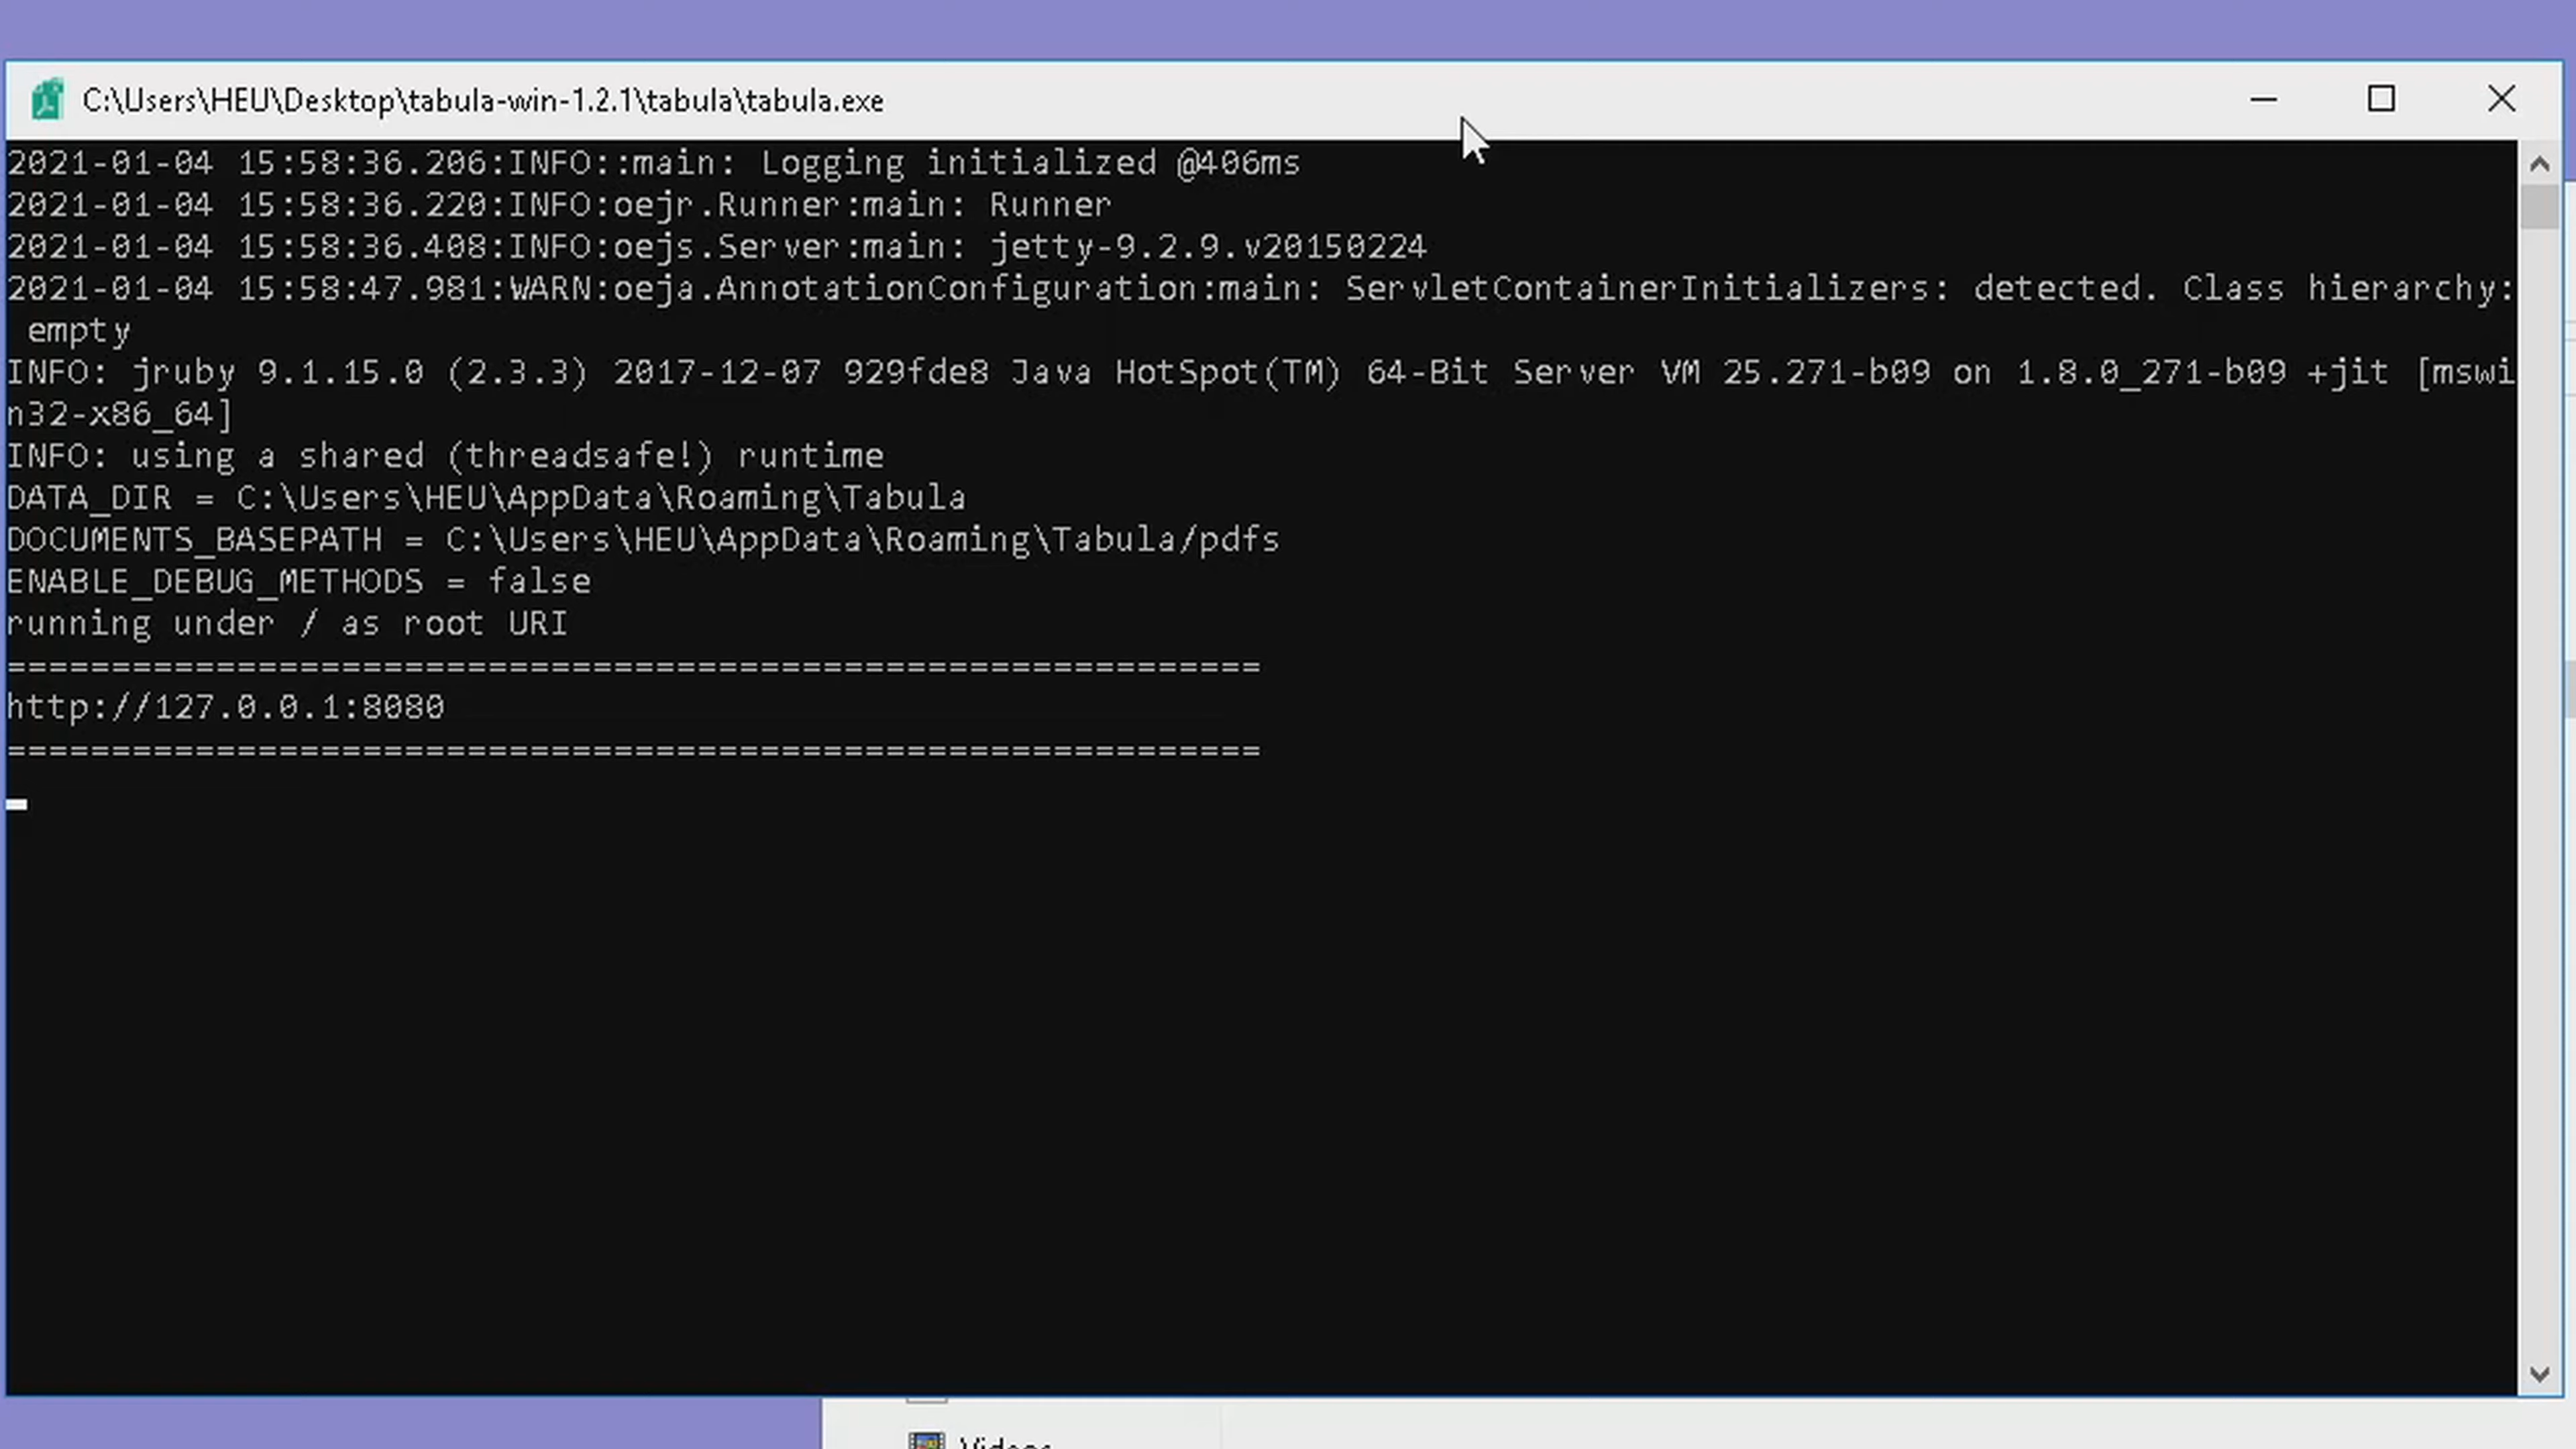 C:\Users\HEU\Desktop\tabula-win-1.2.1\tabula\tabula.exe
2021-01-04 15:58:36.206:INFO::main: Logging initialized @406ms
2021-01-04 15:58:36.220:INFO:oejr.Runner:main: Runner
2021-01-04 15:58:36.408:INFO:oejs.Server:main: jetty-9.2.9.v20150224
2021-01-04 15:58:47.981:WARN:oeja.AnnotationConfiguration:main: ServletContainerInitializers: detected. Class hierarchy:
empty
INFO: jruby 9.1.15.0 (2.3.3) 2017-12-07 929fde8 Java HotSpot(TM) 64-Bit Server VM 25.271-b09 on 1.8.0_271-b09 +jit [mswi
n32-x86_64]
INFO: using a shared (threadsafe!) runtime
DATA_DIR = C:\Users\HEU\AppData\Roaming\Tabula
DOCUMENTS_BASEPATH = C:\Users\HEU\AppData\Roaming\Tabula/pdfs
ENABLE_DEBUG_METHODS = false
running under / as root URI
============================================================
http://127.0.0.1:8080
============================================================
Videos